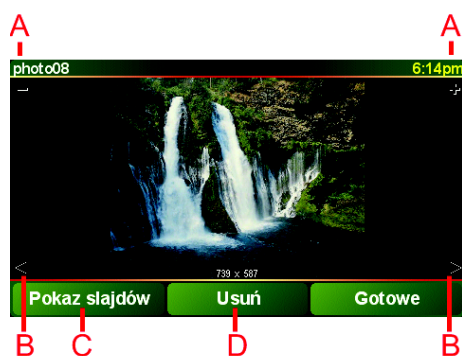 A A
photo08 6:14pm
− +
< >
739 x 587
Pokaz slajdów Usuń Gotowe
B C D B